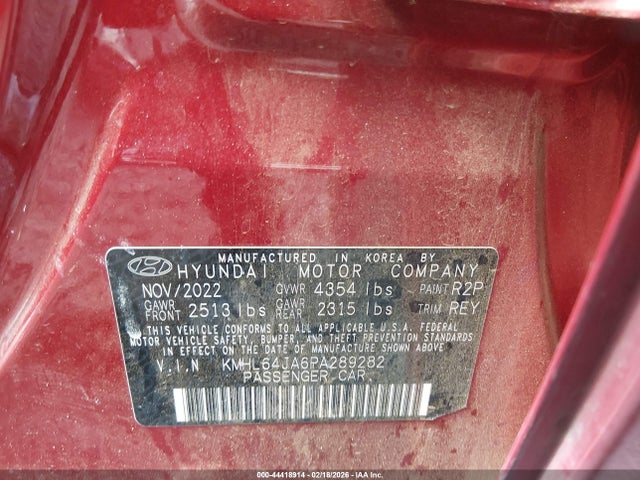 MANUFACTURED IN KOREA BY
HYUNDAI MOTOR COMPANY
NOV/2022 GVWR 4354 lbs PAINT R2P
GAWR FRONT 2513 lbs GAWR REAR 2315 lbs TRIM REY
THIS VEHICLE CONFORMS TO ALL APPLICABLE U.S.A. FEDERAL
MOTOR VEHICLE SAFETY, BUMPER, AND THEFT PREVENTION STANDARDS
IN EFFECT ON THE DATE OF MANUFACTURE SHOWN ABOVE.
V.I.N KMHL64JA6PA289282
PASSENGER CAR
000-44418914 - 02/18/2026 - © 2026 - IAA Inc.